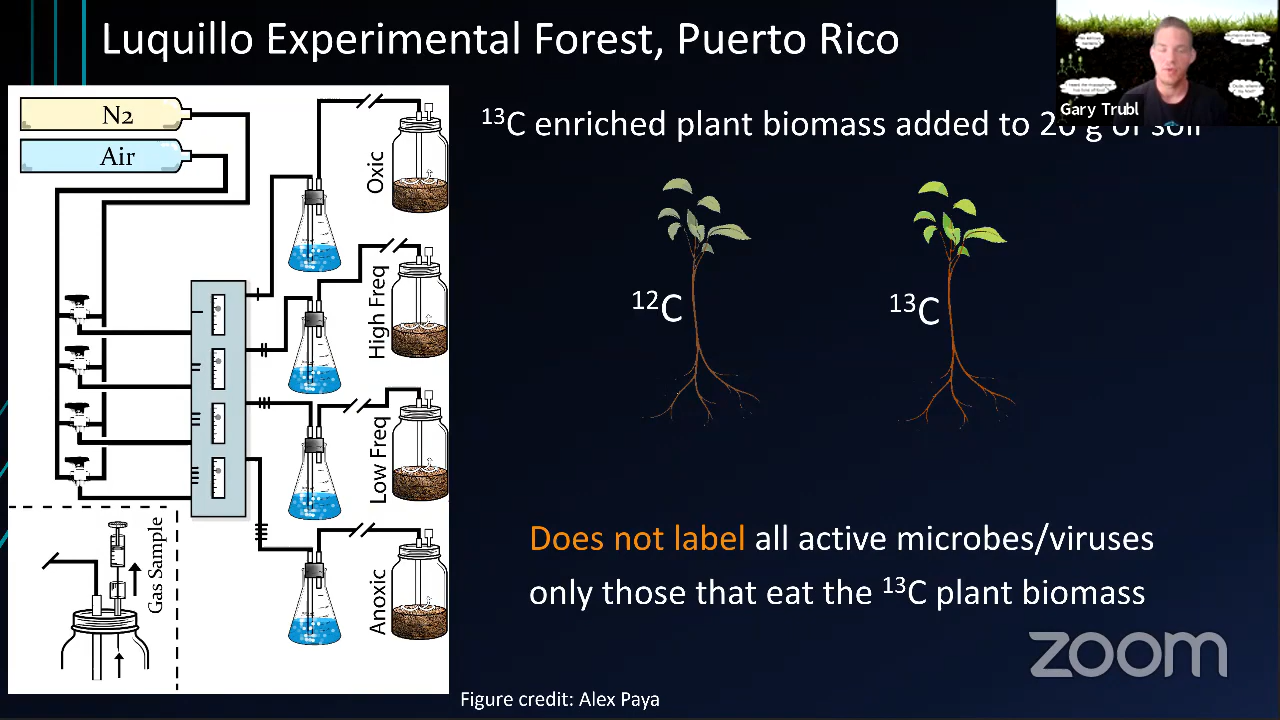 Luquillo Experimental Forest, Puerto Rico
Gary Trubl
¹³C enriched plant biomass added to 20 g of soil
N2
Air
Oxic
High Freq
Low Freq
Anoxic
Gas Sample
¹²C
¹³C
Does not label all active microbes/viruses
only those that eat the ¹³C plant biomass
zoom
Figure credit: Alex Paya